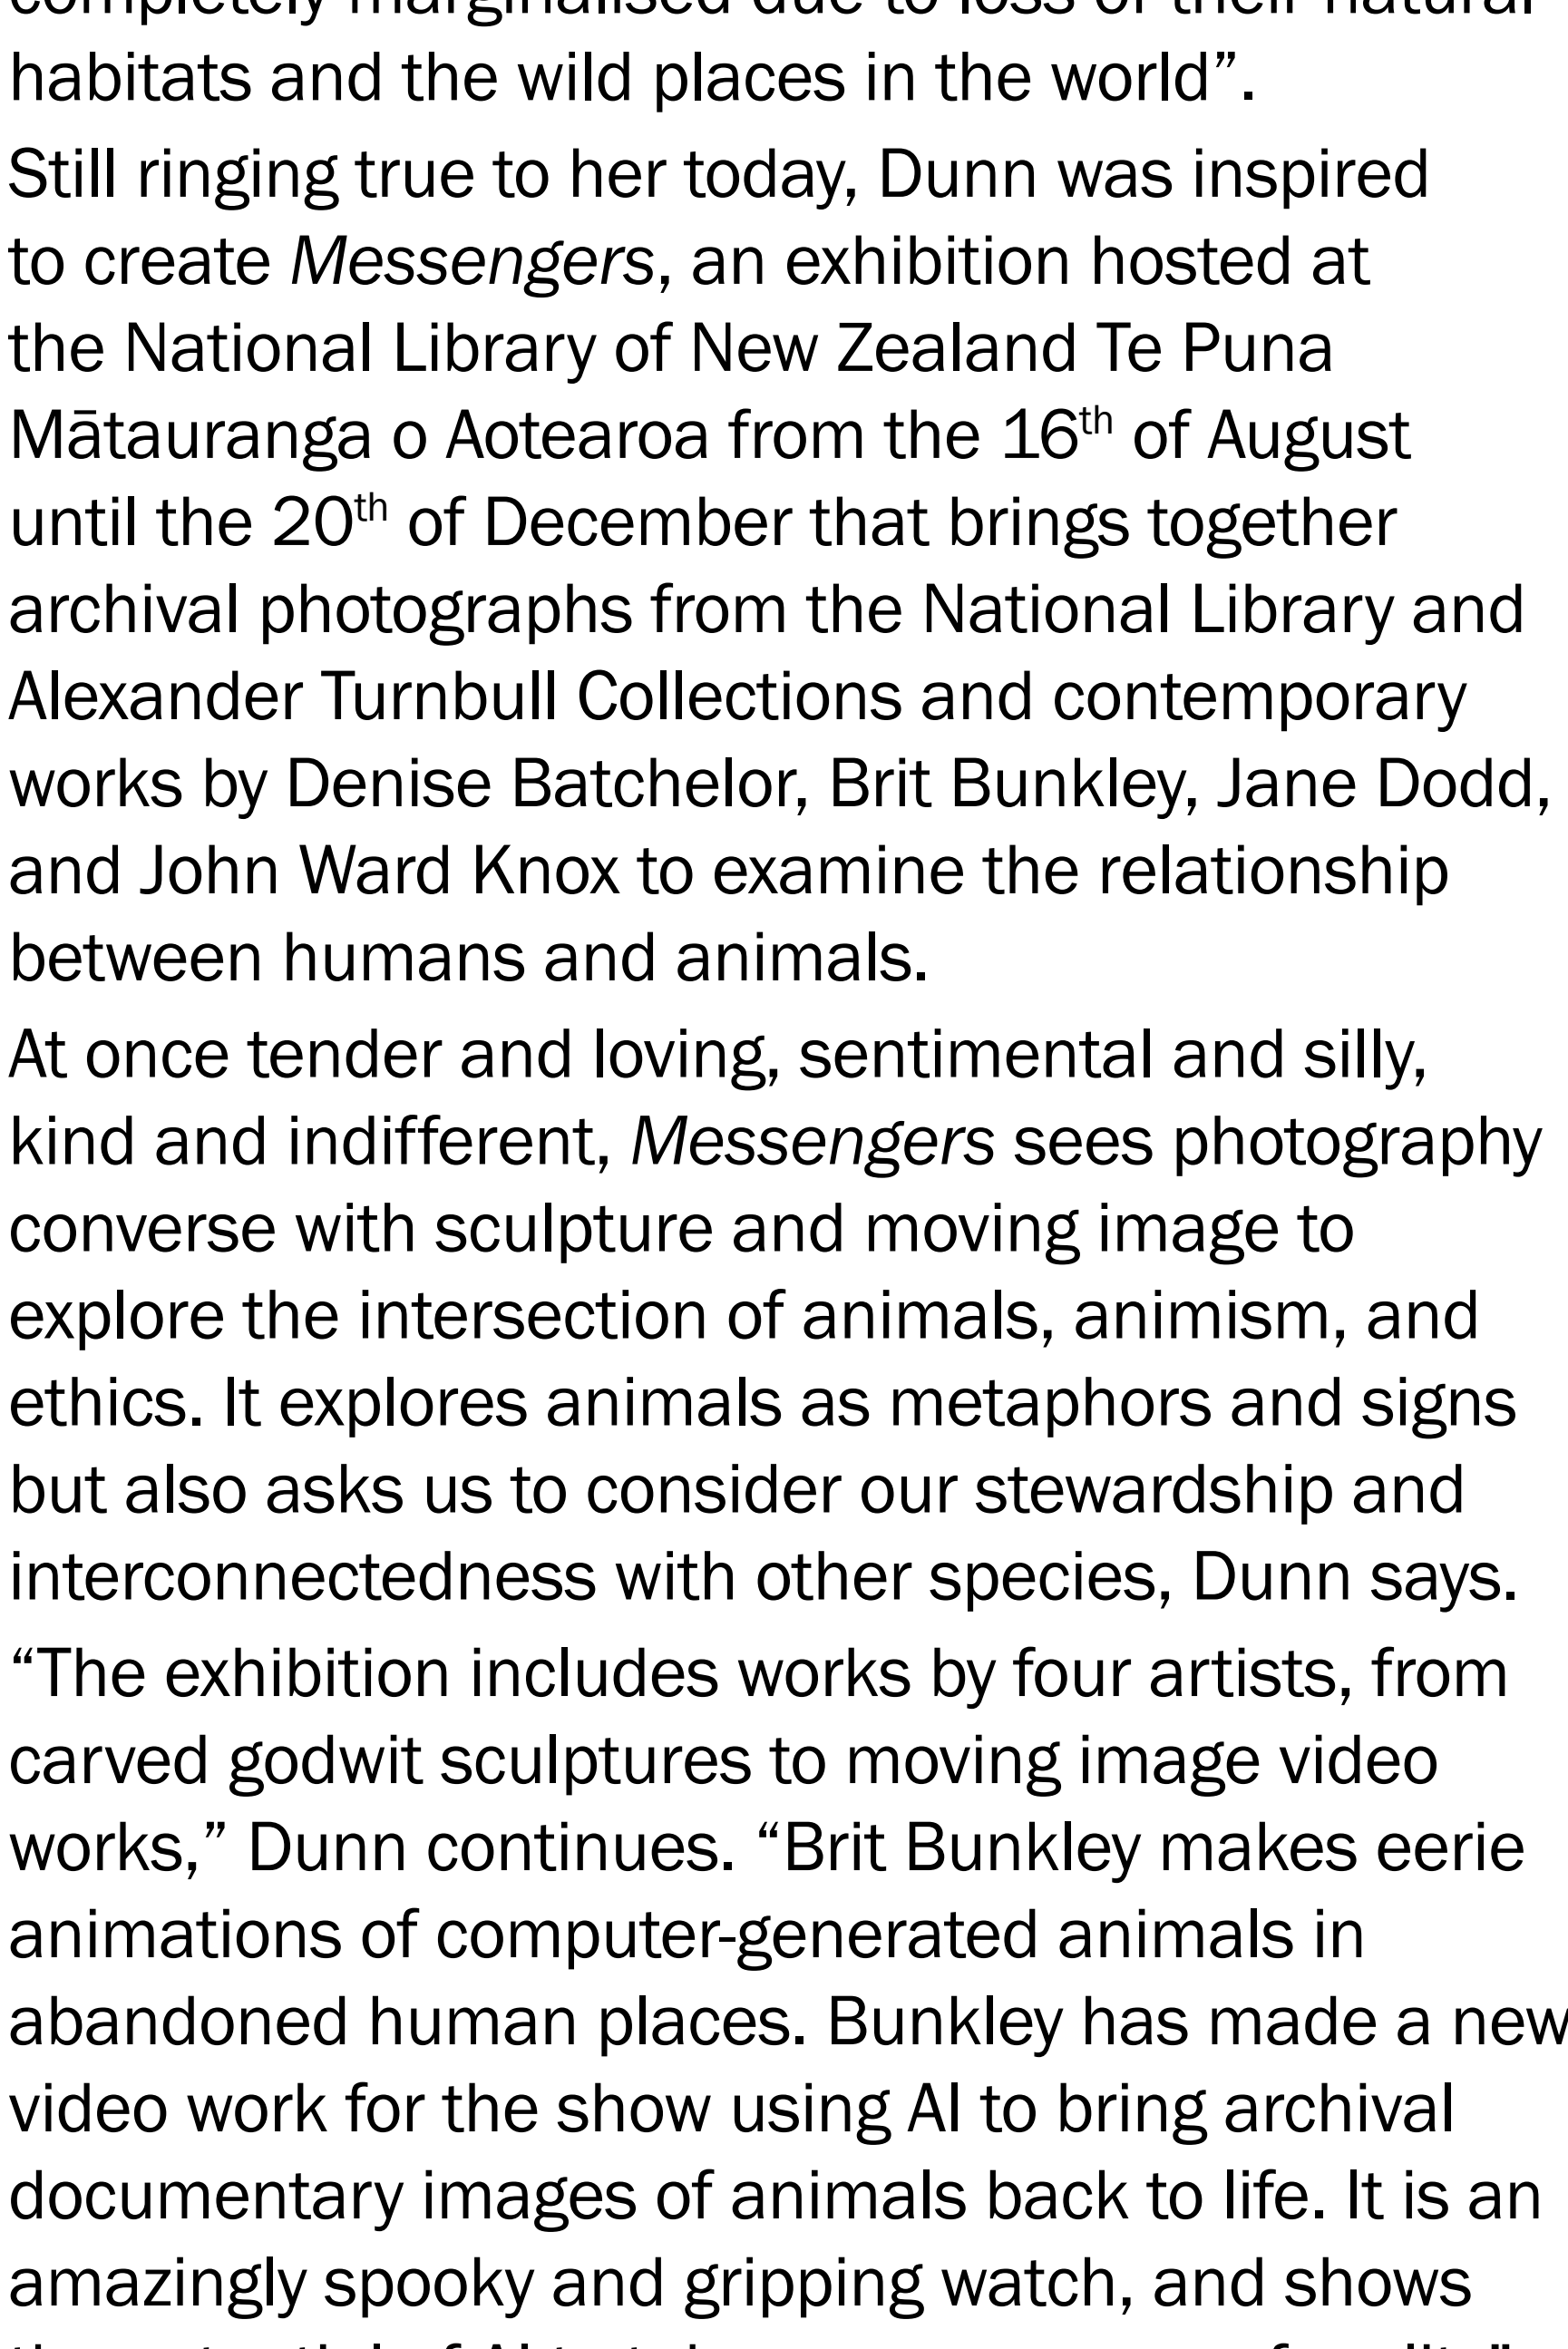 completely marginalised due to loss of their natural
habitats and the wild places in the world”.
Still ringing true to her today, Dunn was inspired
to create Messengers, an exhibition hosted at
the National Library of New Zealand Te Puna
Mātauranga o Aotearoa from the 16th of August
until the 20th of December that brings together
archival photographs from the National Library and
Alexander Turnbull Collections and contemporary
works by Denise Batchelor, Brit Bunkley, Jane Dodd,
and John Ward Knox to examine the relationship
between humans and animals.
At once tender and loving, sentimental and silly,
kind and indifferent, Messengers sees photography
converse with sculpture and moving image to
explore the intersection of animals, animism, and
ethics. It explores animals as metaphors and signs
but also asks us to consider our stewardship and
interconnectedness with other species, Dunn says.
“The exhibition includes works by four artists, from
carved godwit sculptures to moving image video
works,” Dunn continues. “Brit Bunkley makes eerie
animations of computer-generated animals in
abandoned human places. Bunkley has made a new
video work for the show using AI to bring archival
documentary images of animals back to life. It is an
amazingly spooky and gripping watch, and shows